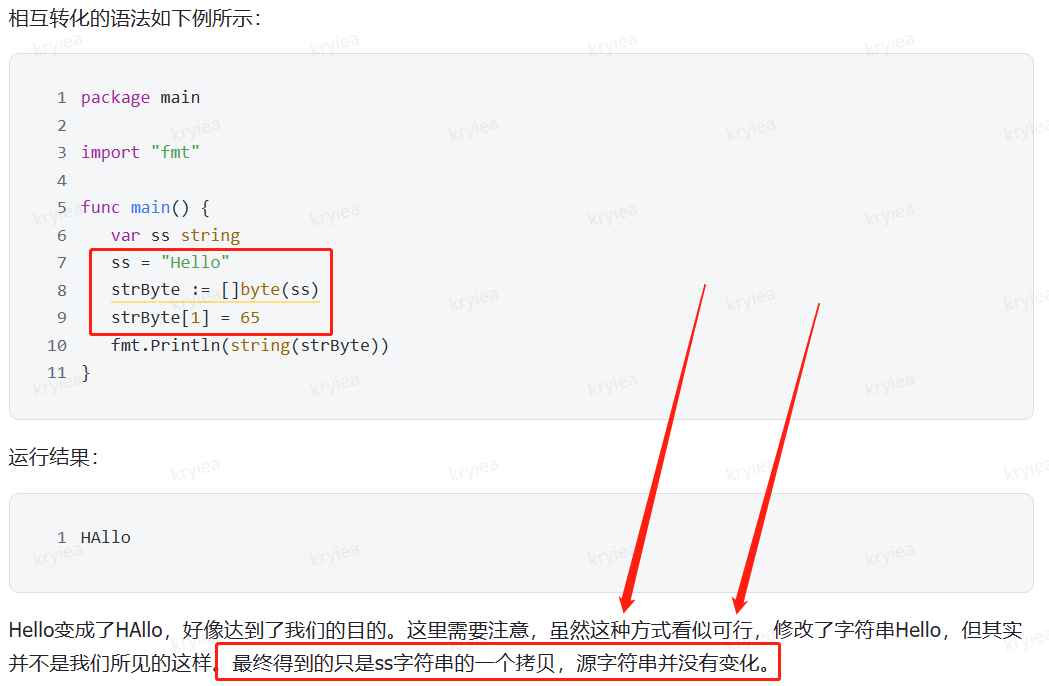 相互转化的语法如下例所示：
1 package main
2
3 import "fmt"
4
5 func main() {
6 var ss string
7 ss = "Hello"
8 strByte := []byte(ss)
9 strByte[1] = 65
10 fmt.Println(string(strByte))
11 }
运行结果：
1 HAllo
Hello变成了HAllo，好像达到了我们的目的。这里需要注意，虽然这种方式看似可行，修改了字符串Hello，但其实
并不是我们所见的这样。最终得到的只是ss字符串的一个拷贝，源字符串并没有变化。
kryiea